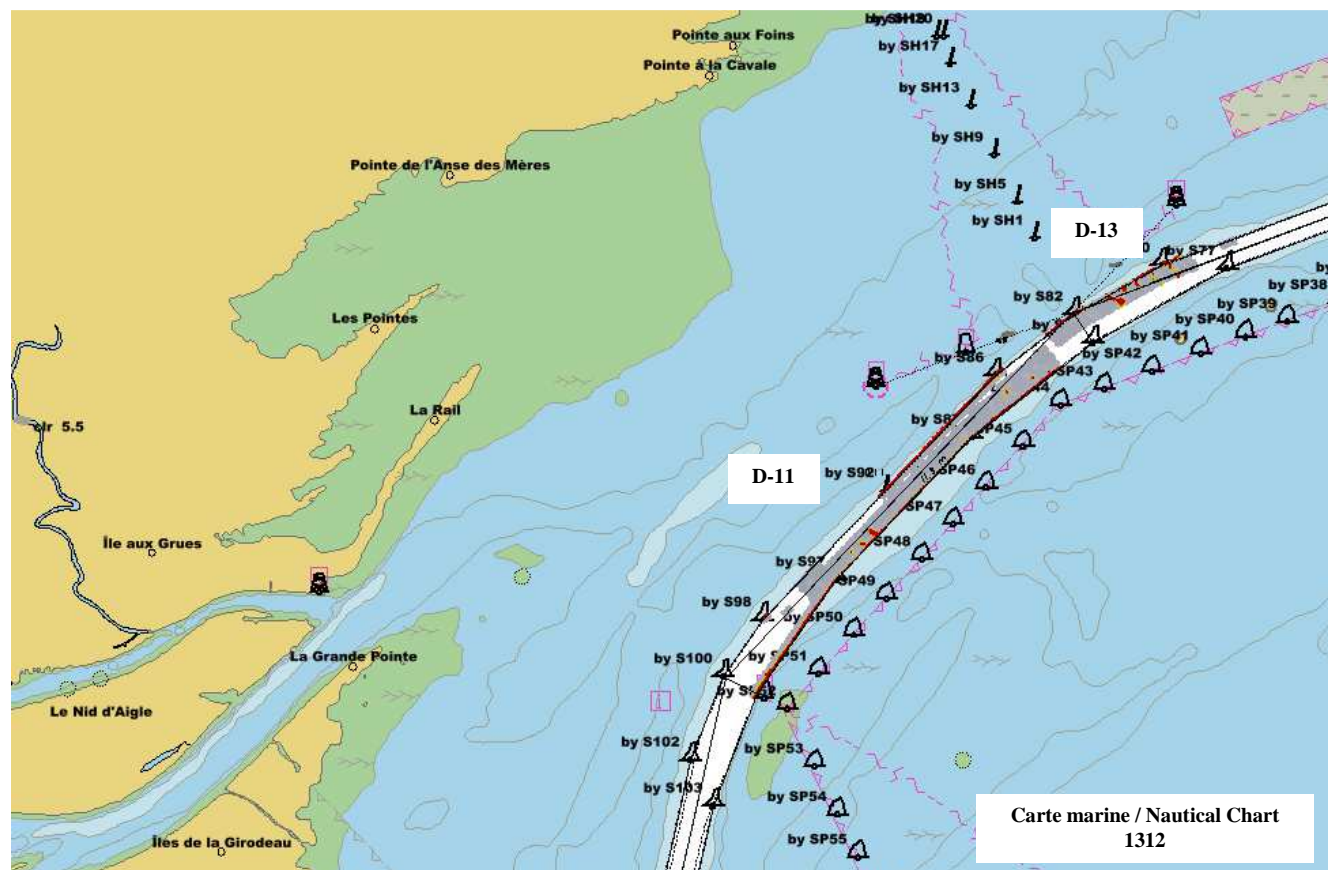 Pointe aux Foins
by SH17
Pointe à la Cavale
by SH13
by SH9
Pointe de l'Anse des Mères
by SH5
by SH1
D-13
by S77
by SP38
by S82
by SP39
by SP40
Les Pointes
by SP41
by SP42
by S86
SP43
La Rail
clr 5.5
SP45
D-11
by S92
SP46
SP47
Île aux Grues
SP48
by S97
SP49
by S98
by SP50
La Grande Pointe
by S100
by SP51
Le Nid d'Aigle
by S102
by SP53
by S103
by SP54
Carte marine / Nautical Chart
1312
Îles de la Girodeau
by SP55